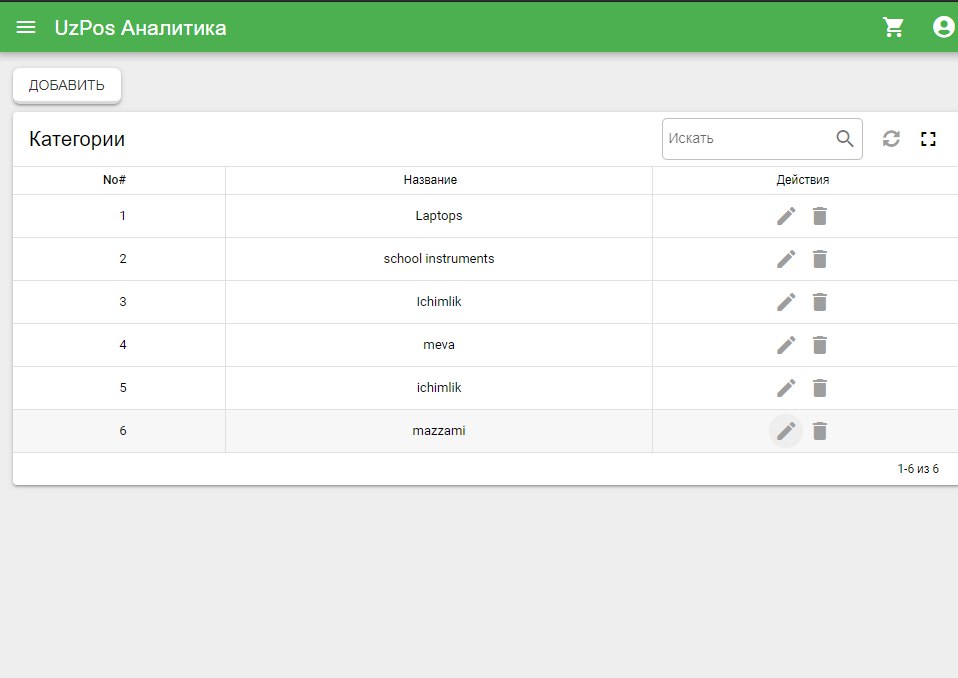 UzPos Аналитика
ДОБАВИТЬ
Категории
Искать
No# Название Действия
1 Laptops
2 school instruments
3 Ichimlik
4 meva
5 ichimlik
6 mazzami
1-6 из 6